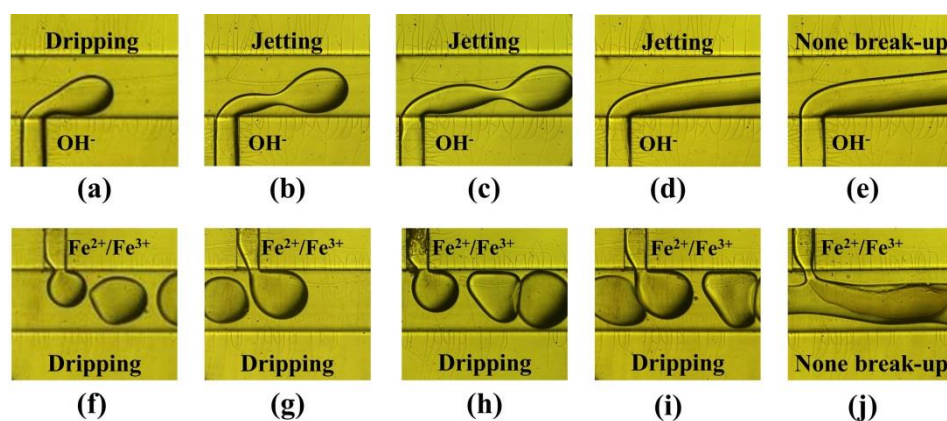 Dripping
Jetting
Jetting
Jetting
None break-up
OH⁻
OH⁻
OH⁻
OH⁻
OH⁻
(a)
(b)
(c)
(d)
(e)
Fe²⁺/Fe³⁺
Fe²⁺/Fe³⁺
Fe²⁺/Fe³⁺
Fe²⁺/Fe³⁺
Fe²⁺/Fe³⁺
Dripping
Dripping
Dripping
Dripping
None break-up
(f)
(g)
(h)
(i)
(j)